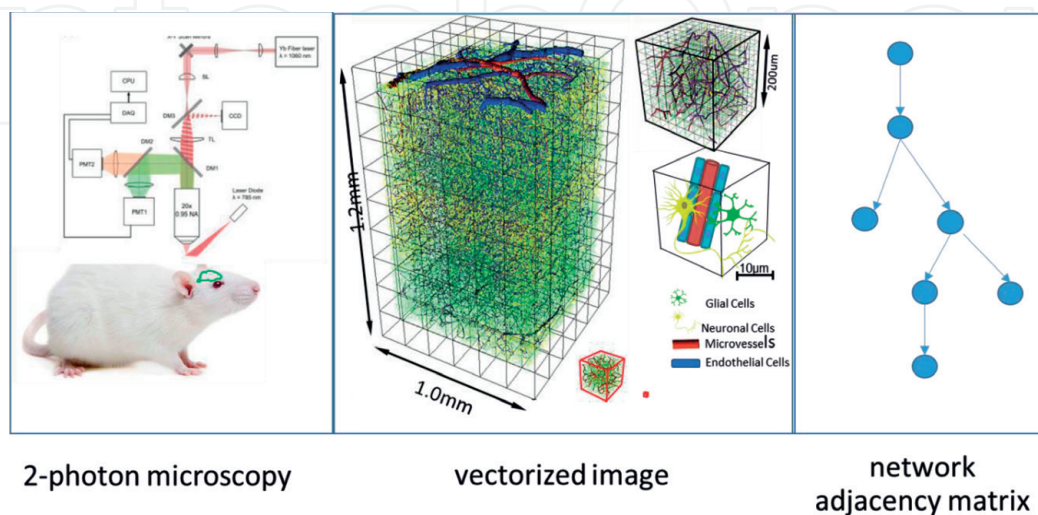 Yb Fiber laser
λ = 1060 nm
SL
CPU
DAQ
DM3
CCD
TL
DM2
PMT2
DM1
Laser Diode
λ = 785 nm
PMT1
20x
0.95 NA
1.2mm
1.0mm
200um
10μm
Glial Cells
Neuronal Cells
Microvessels
Endothelial Cells
2-photon microscopy
vectorized image
network
adjacency matrix